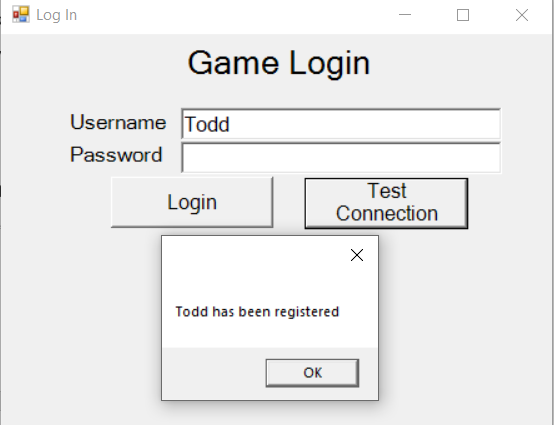 Log In
Game Login
Username
Todd
Password
Login
Test
Connection
Todd has been registered
OK